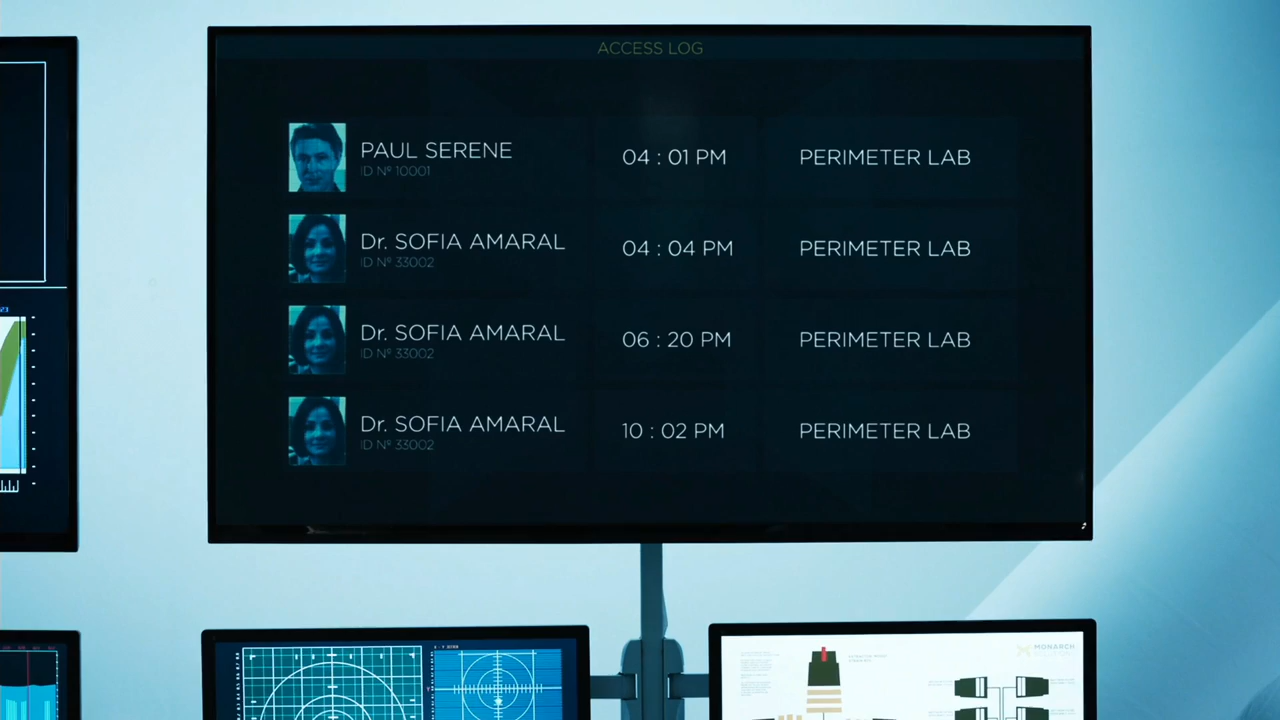 ACCESS LOG
PAUL SERENE
ID Nº 10001
04 : 01 PM
PERIMETER LAB
Dr. SOFIA AMARAL
ID Nº 33002
04 : 04 PM
PERIMETER LAB
Dr. SOFIA AMARAL
ID Nº 33002
06 : 20 PM
PERIMETER LAB
Dr. SOFIA AMARAL
ID Nº 33002
10 : 02 PM
PERIMETER LAB
23
MONARCH